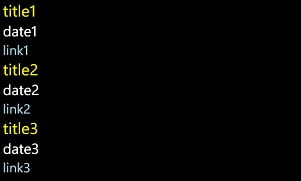 title1
date1
link1
title2
date2
link2
title3
date3
link3